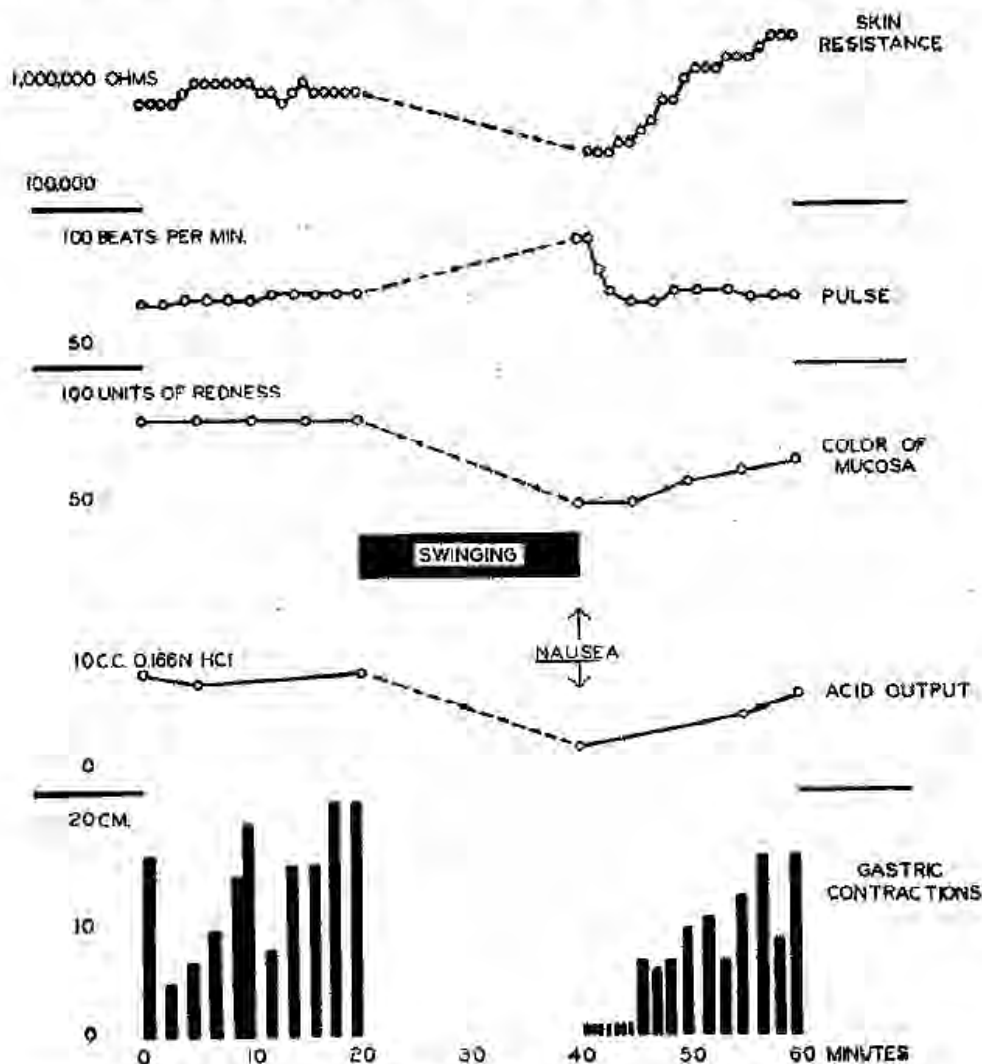 SKIN
RESISTANCE
1,000,000 OHMS
100,000
100 BEATS PER MIN.
PULSE
50
100 UNITS OF REDNESS
COLOR OF
MUCOSA
50
SWINGING
NAUSEA
10 C.C. 0.166N HCl
ACID OUTPUT
0
20 CM.
GASTRIC
CONTRACTIONS
10
0
0 10 20 30 40 50 60 MINUTES